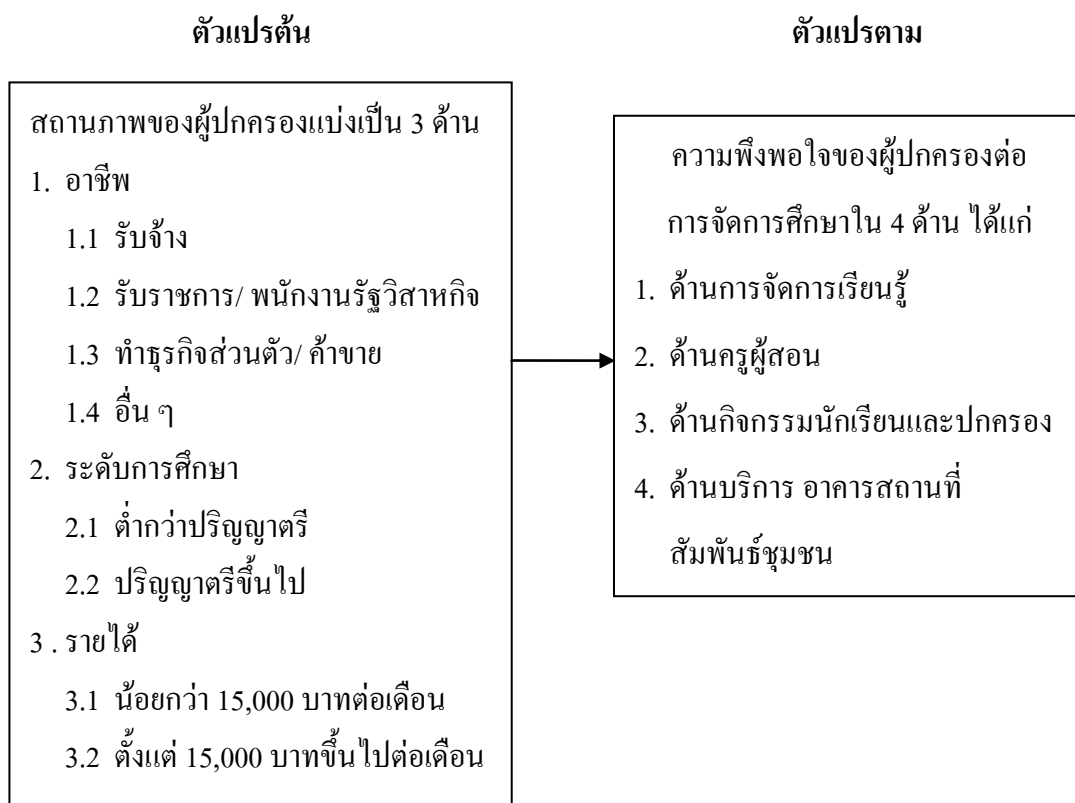 ตัวแปรต้น
สถานภาพของผู้ปกครองแบ่งเป็น 3 ด้าน
1. อาชีพ
1.1 รับจ้าง
1.2 รับราชการ/ พนักงานรัฐวิสาหกิจ
1.3 ทำธุรกิจส่วนตัว/ ค้าขาย
1.4 อื่น ๆ
2. ระดับการศึกษา
2.1 ต่ำกว่าปริญญาตรี
2.2 ปริญญาตรีขึ้นไป
3 . รายได้
3.1 น้อยกว่า 15,000 บาทต่อเดือน
3.2 ตั้งแต่ 15,000 บาทขึ้นไปต่อเดือน
ตัวแปรตาม
ความพึงพอใจของผู้ปกครองต่อ
การจัดการศึกษาใน 4 ด้าน ได้แก่
1. ด้านการจัดการเรียนรู้
2. ด้านครูผู้สอน
3. ด้านกิจกรรมนักเรียนและปกครอง
4. ด้านบริการ อาคารสถานที่
สัมพันธ์ชุมชน